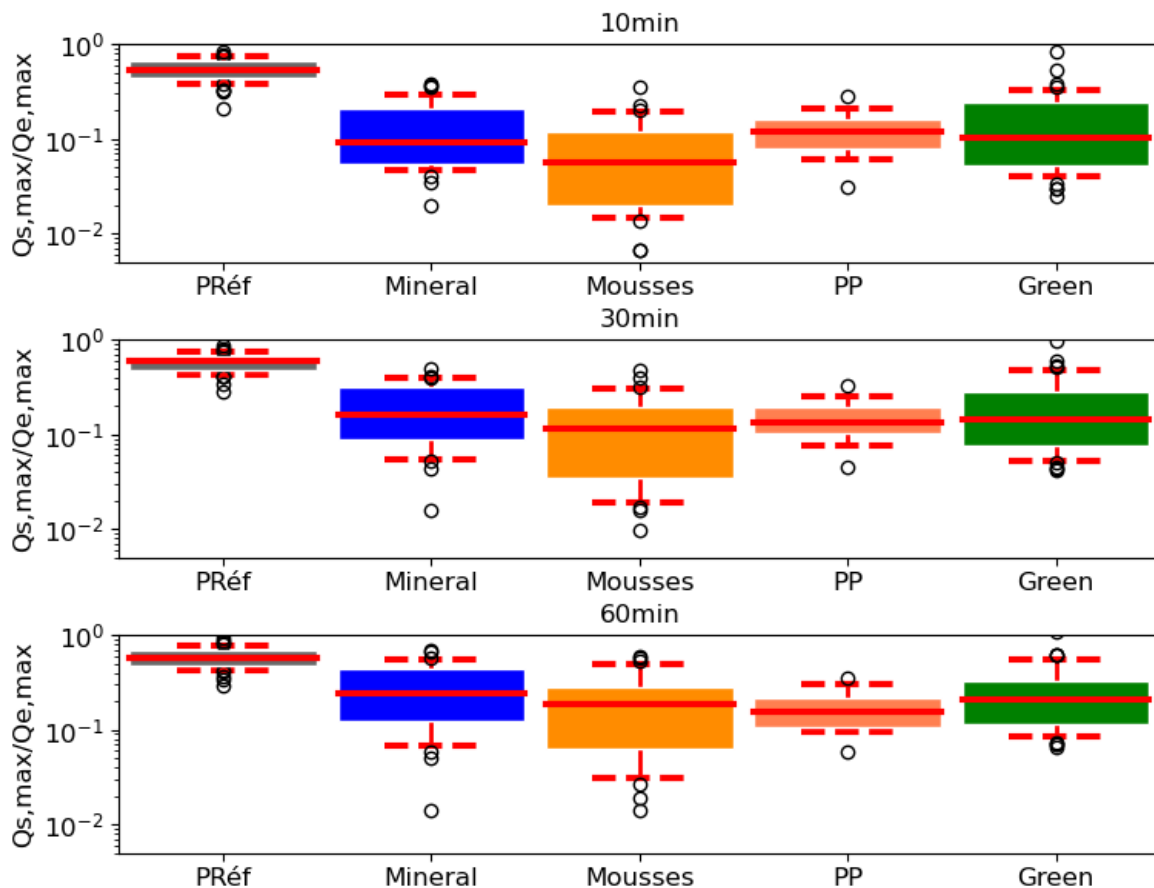 10min
Qs,max/Qe,max
10⁰
10⁻¹
10⁻²
PRéf Mineral Mousses PP Green
30min
Qs,max/Qe,max
10⁰
10⁻¹
10⁻²
PRéf Mineral Mousses PP Green
60min
Qs,max/Qe,max
10⁰
10⁻¹
10⁻²
PRéf Mineral Mousses PP Green